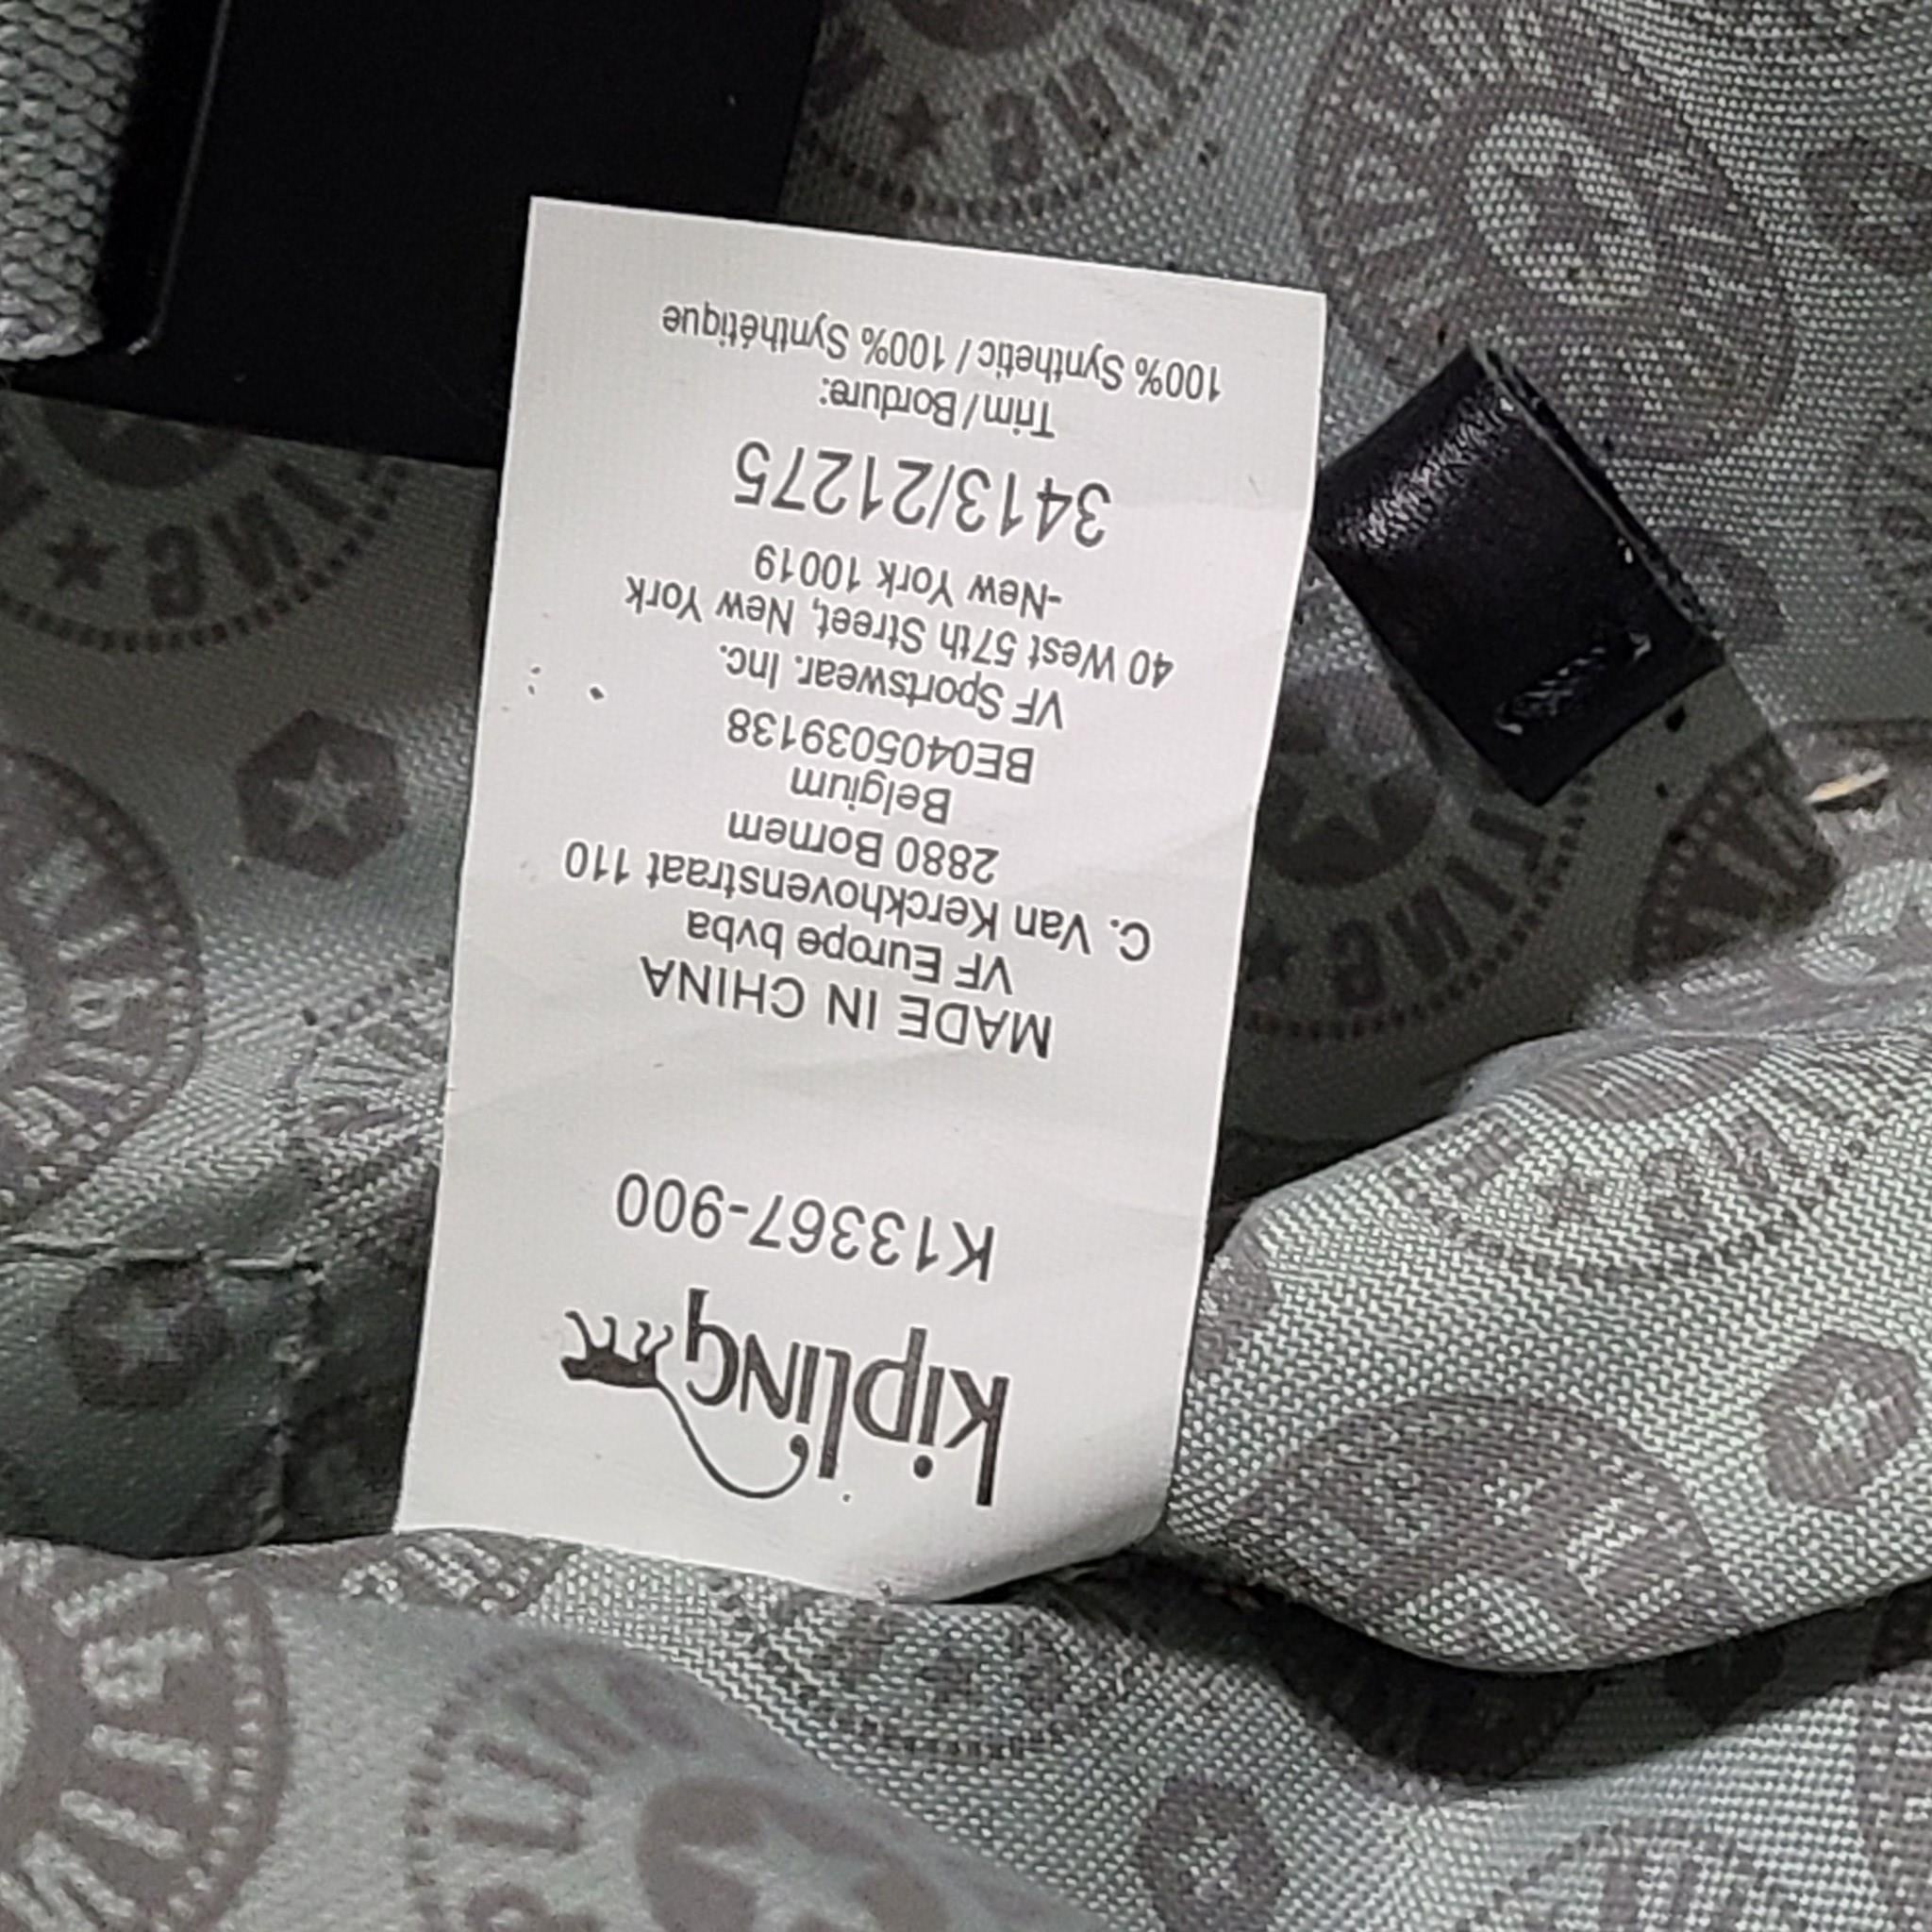 kipling
K13367-900
MADE IN CHINA
VF Europe bvba
C. Van Kerckhovenstraat 110
2880 Bornem
Belgium
BE0405039138
VF Sportswear. Inc.
40 West 57th Street, New York
-New York 10019
3413/21275
Trim/Bordure:
100% Synthetic / 100% Synthétique